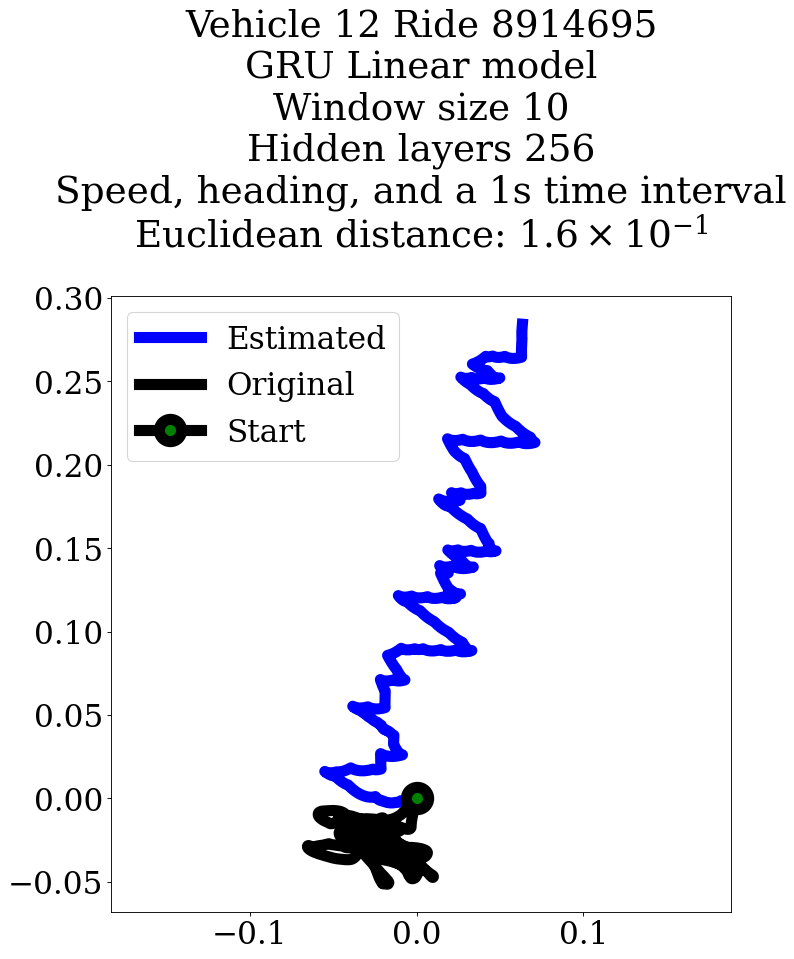 Vehicle 12 Ride 8914695
GRU Linear model
Window size 10
Hidden layers 256
Speed, heading, and a 1s time interval
Euclidean distance: 1.6 × 10⁻¹
0.30
Estimated
Original
Start
0.25
0.20
0.15
0.10
0.05
0.00
−0.05
−0.1
0.0
0.1